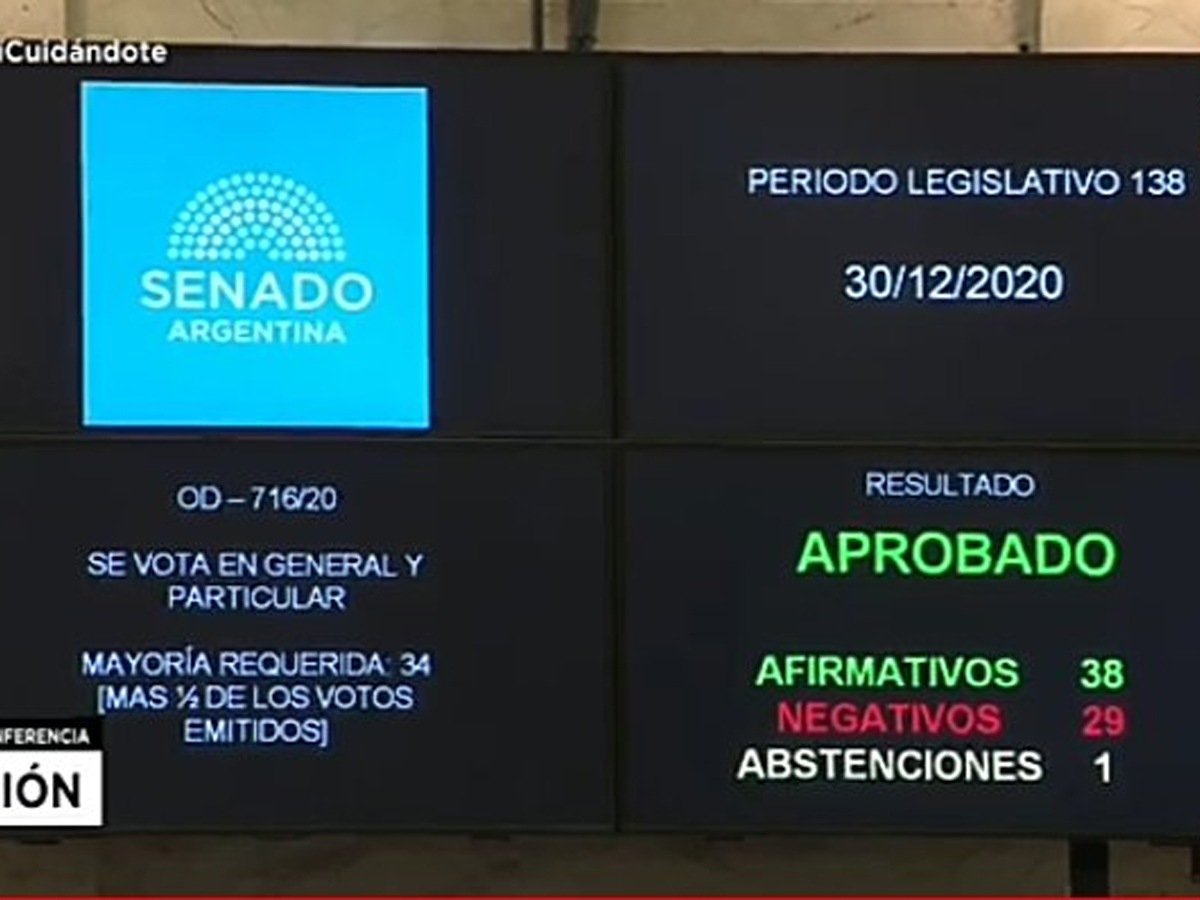 Cuidándote
SENADO
ARGENTINA
PERIODO LEGISLATIVO 138
30/12/2020
OD – 716/20
SE VOTA EN GENERAL Y
PARTICULAR
MAYORÍA REQUERIDA: 34
[MAS ½ DE LOS VOTOS
EMITIDOS]
RESULTADO
APROBADO
AFIRMATIVOS 38
NEGATIVOS 29
ABSTENCIONES 1
NFERENCIA
IÓN